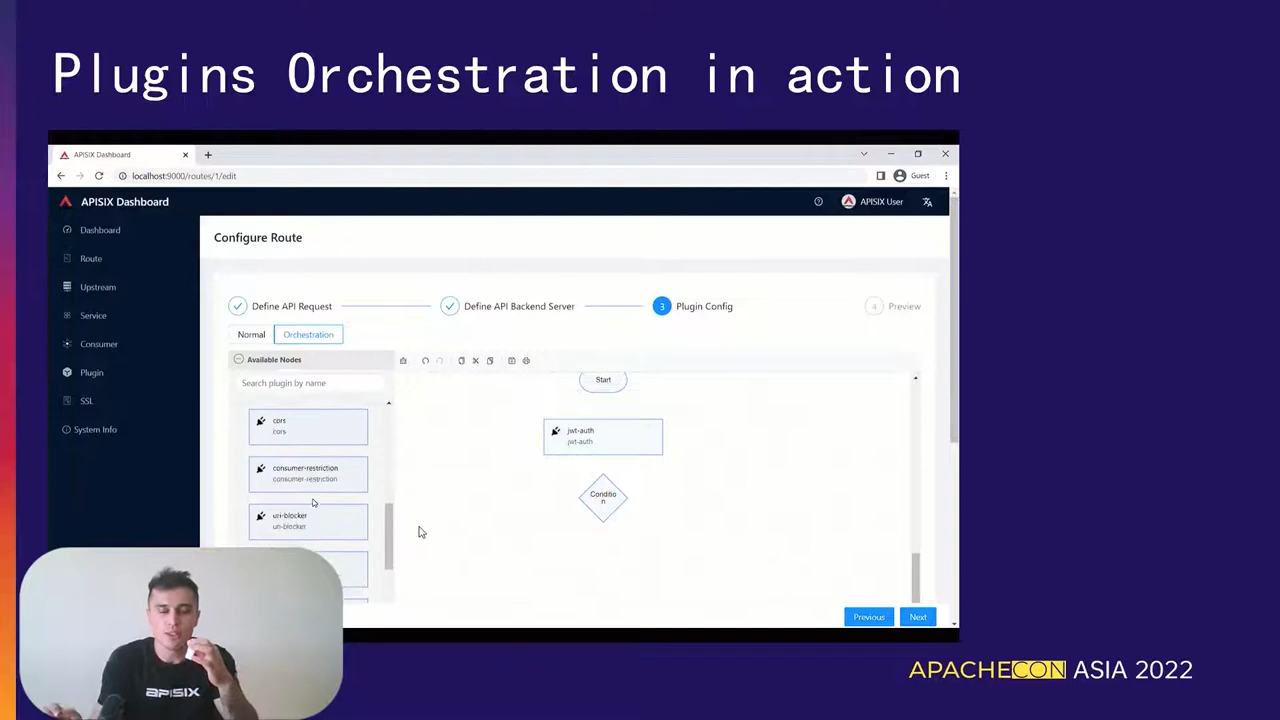 Plugins Orchestration in action
APISIX Dashboard
localhost:9000/routes/1/edit
Guest
APISIX Dashboard
APISIX User
Dashboard
Route
Upstream
Service
Consumer
Plugin
SSL
System Info
Configure Route
Define API Request
Define API Backend Server
3 Plugin Config
4 Preview
Normal
Orchestration
Available Nodes
Search plugin by name
cors
cors
consumer-restriction
consumer-restriction
uri-blocker
uri-blocker
Start
jwt-auth
jwt-auth
Conditio
n
Previous
Next
APISIX
APACHECON ASIA 2022